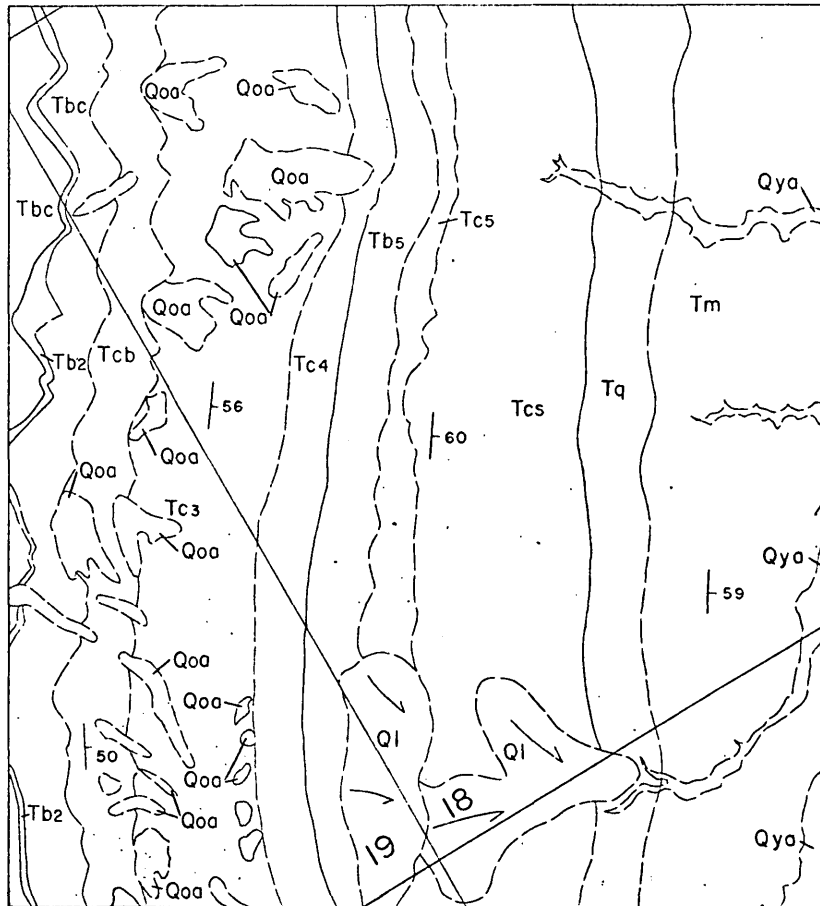 Qoa
Qoa
Tbc
Qoa
Qya
Tbc
Tc5
Tb5
Qoa
Qoa
Tm
Tb2
Tcb
Tc4
Tcs
Tq
56
60
Qoa
Qoa
Tc3
Qoa
Qya
59
Qoa
Qoa
Ql
Ql
50
Qoa
18
Tb2
Qoa
19
Qya
Qoa